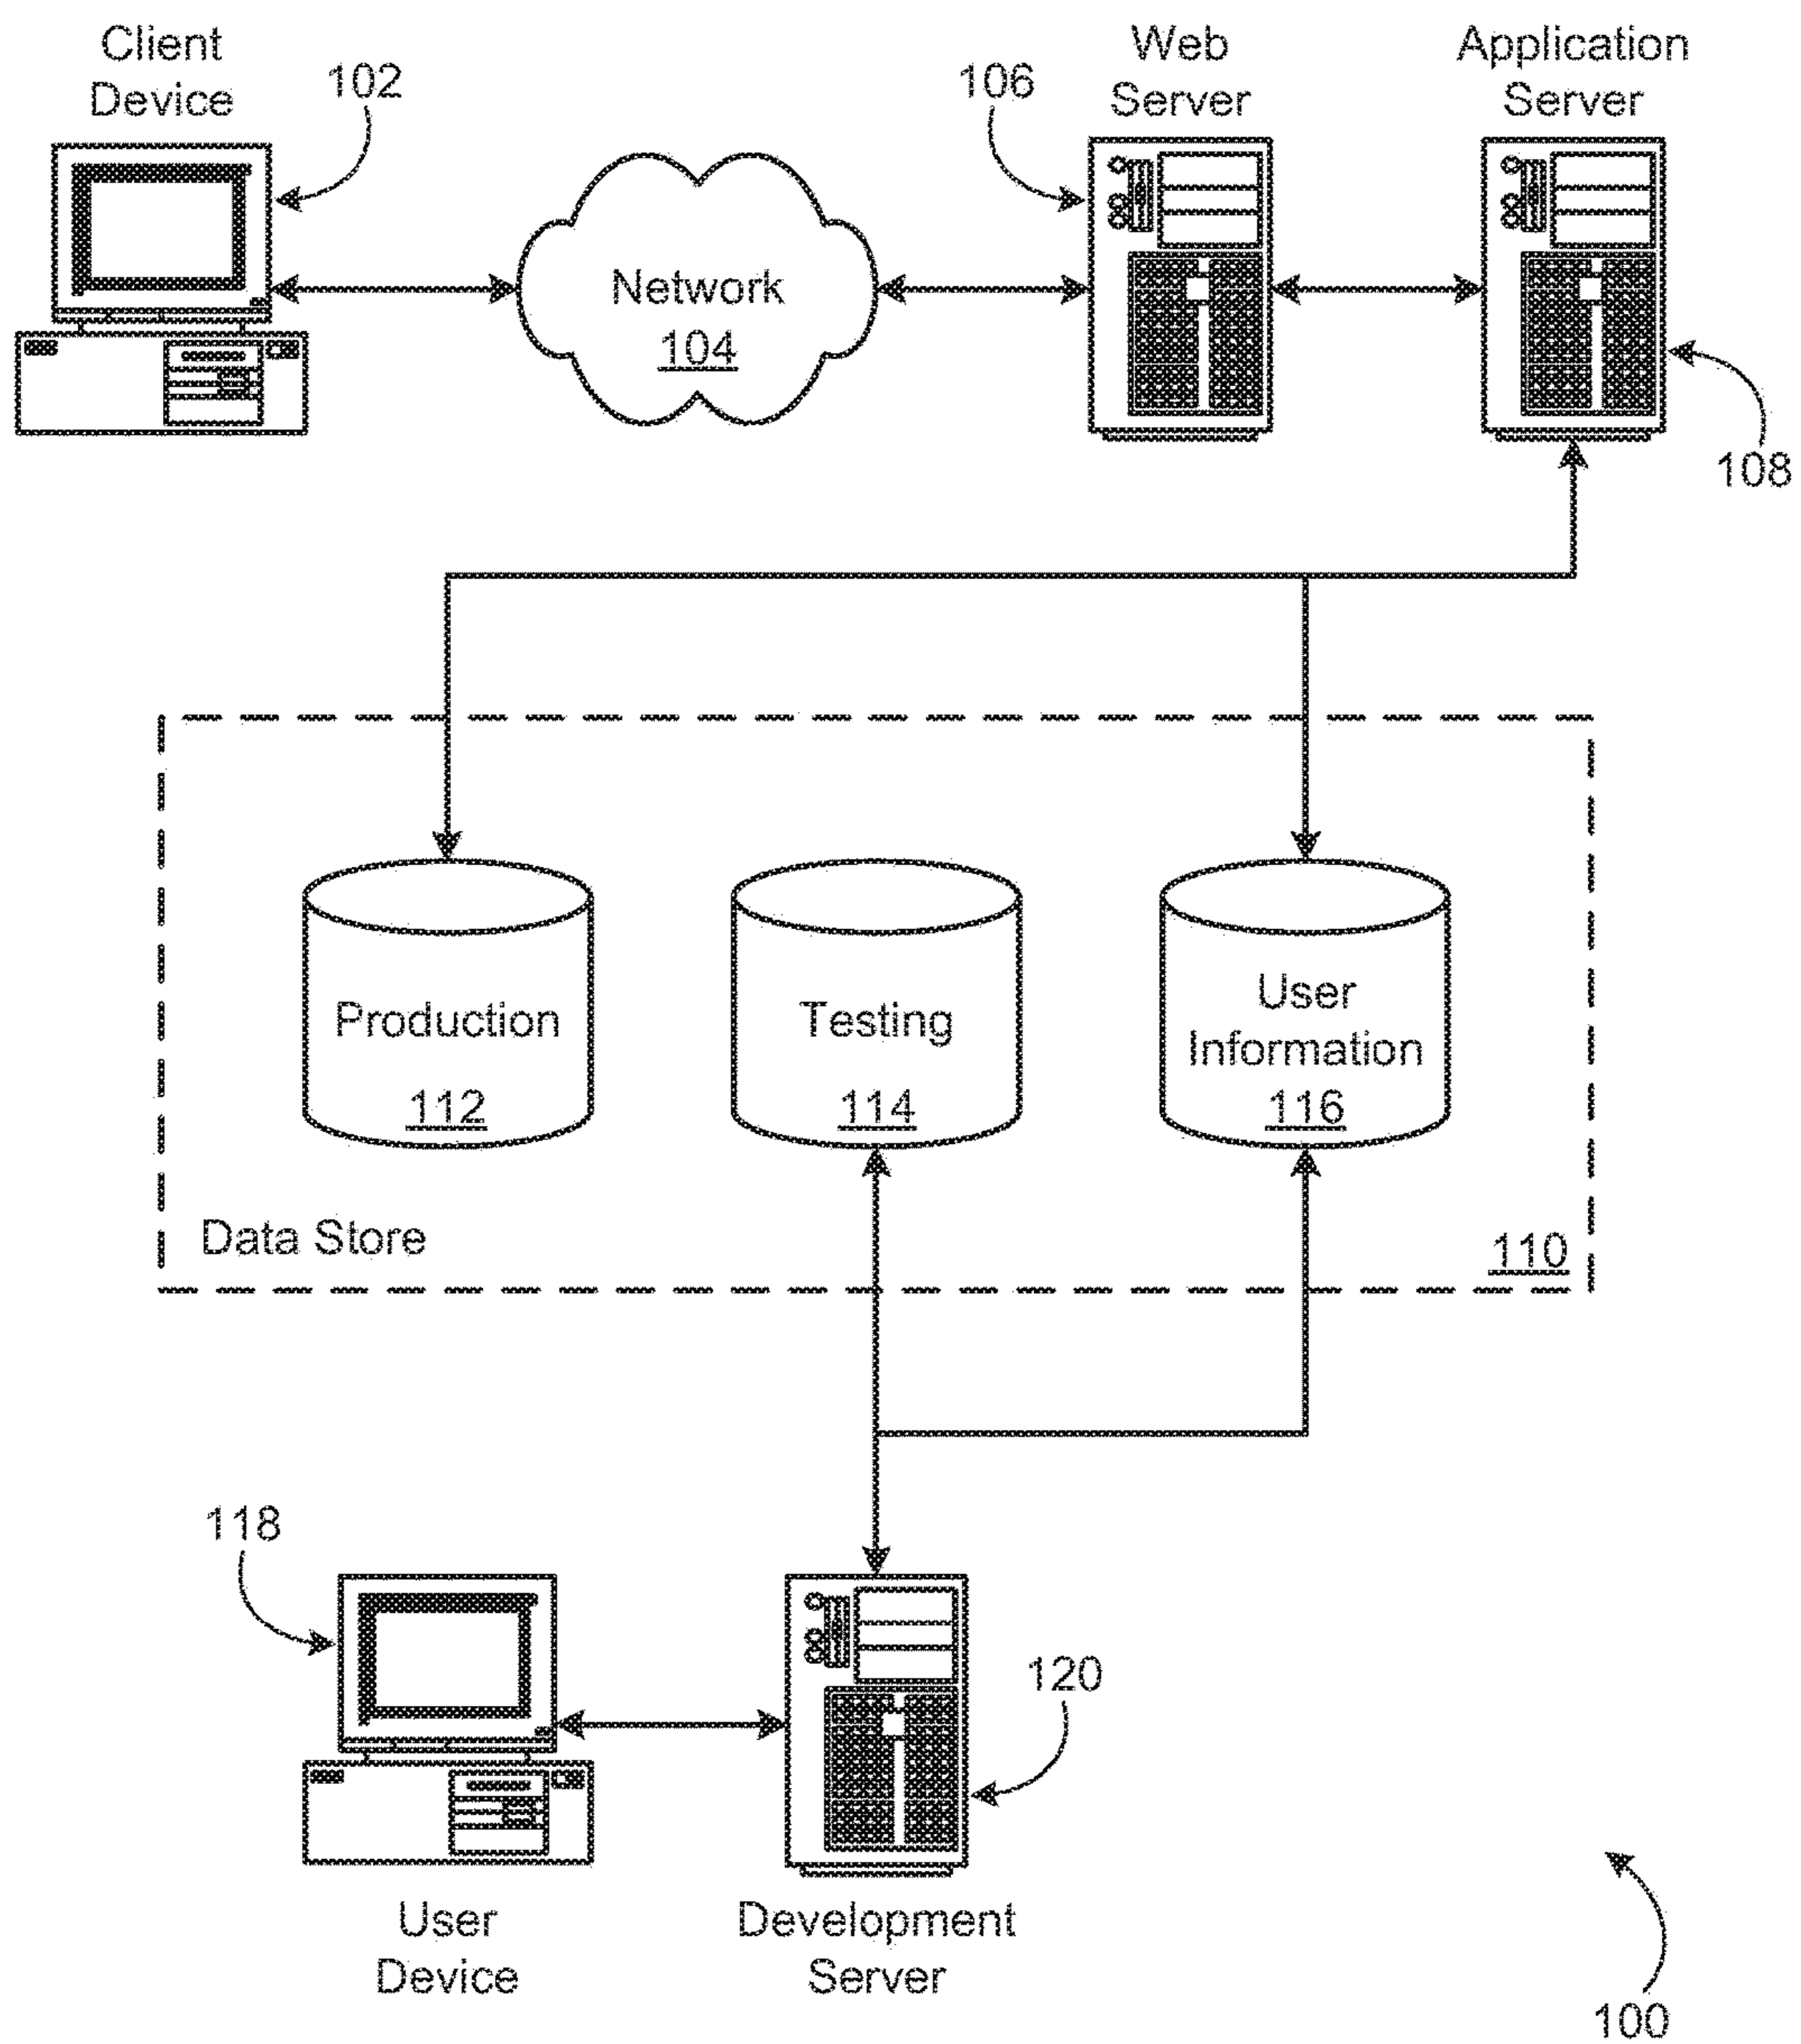 Client
Device
102
106
Web
Server
Application
Server
Network
104
108
Production
112
Testing
114
User
Information
116
Data Store
110
118
120
User
Device
Development
Server
100